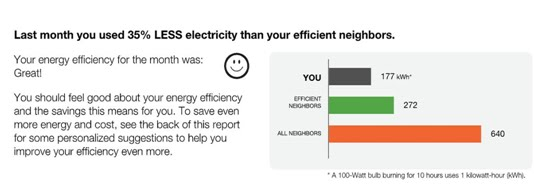 Last month you used 35% LESS electricity than your efficient neighbors.
Your energy efficiency for the month was:
Great!
You should feel good about your energy efficiency
and the savings this means for you. To save even
more energy and cost, see the back of this report
for some personalized suggestions to help you
improve your efficiency even more.
YOU 177 kWh*
EFFICIENT
NEIGHBORS 272
ALL NEIGHBORS 640
* A 100-Watt bulb burning for 10 hours uses 1 kilowatt-hour (kWh).